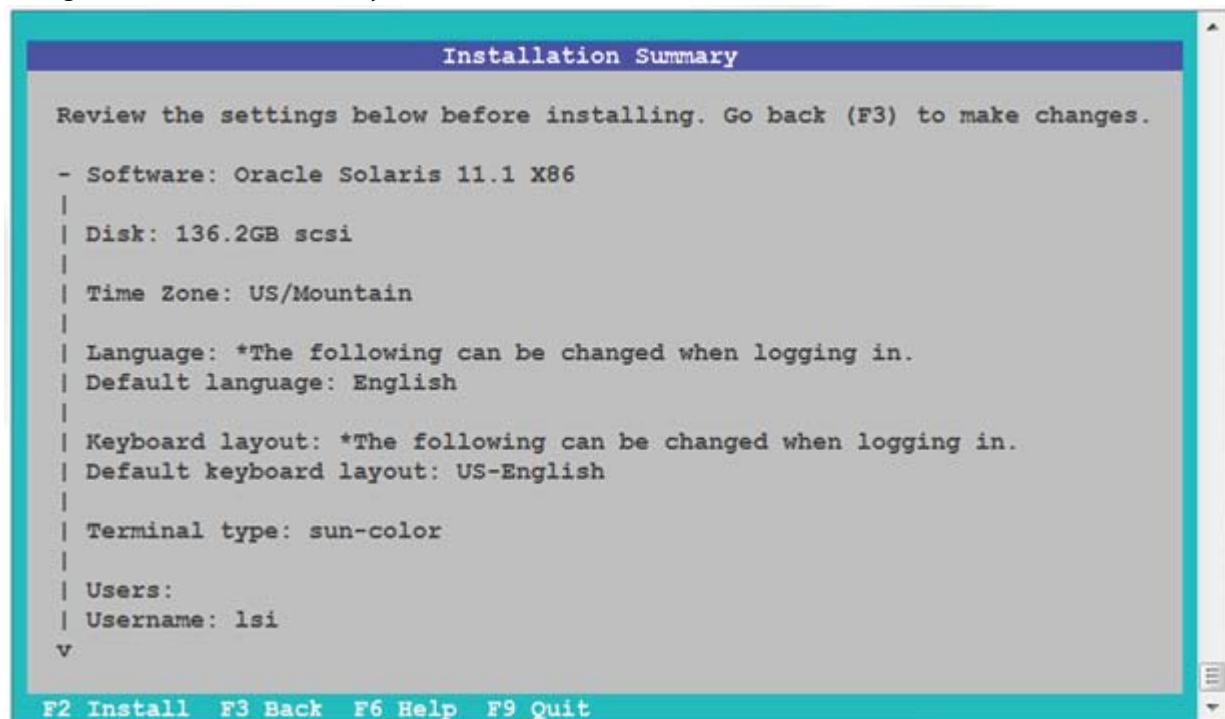 Installation Summary
Review the settings below before installing. Go back (F3) to make changes.
- Software: Oracle Solaris 11.1 X86
|
| Disk: 136.2GB scsi
|
| Time Zone: US/Mountain
|
| Language: *The following can be changed when logging in.
| Default language: English
|
| Keyboard layout: *The following can be changed when logging in.
| Default keyboard layout: US-English
|
| Terminal type: sun-color
|
| Users:
| Username: lsi
v
F2 Install F3 Back F6 Help F9 Quit